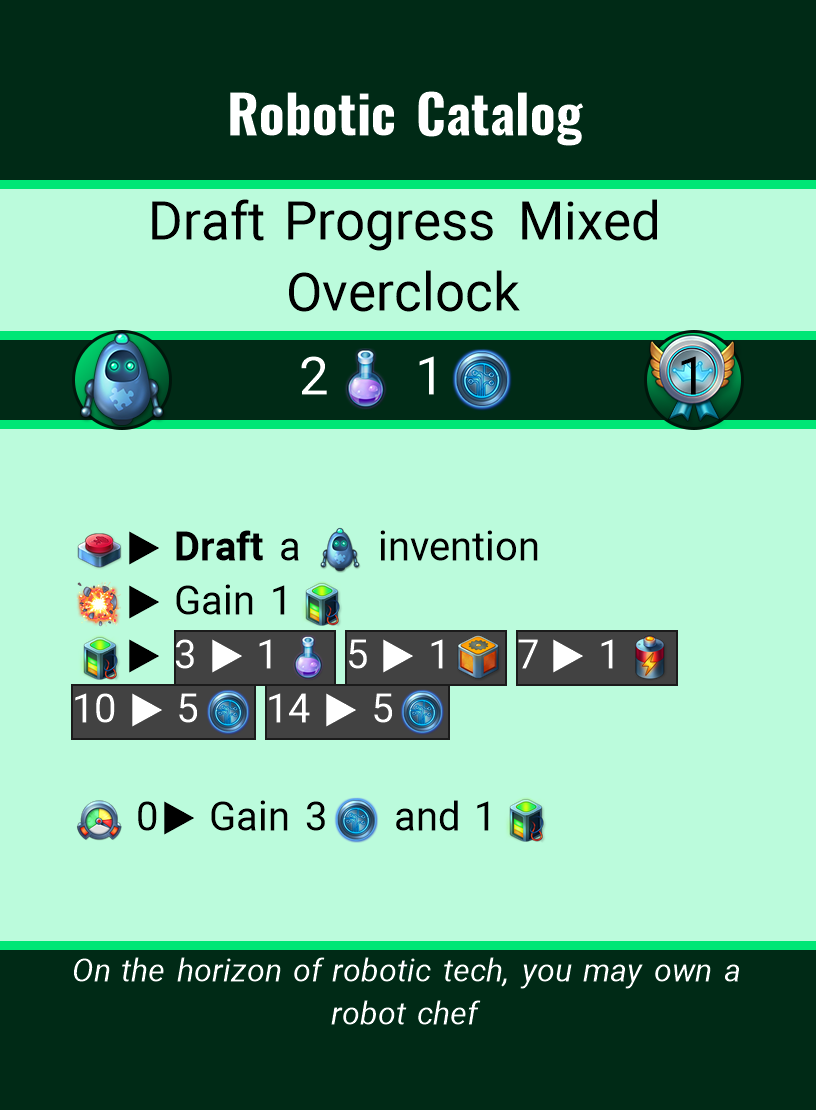 Robotic Catalog
Draft Progress Mixed
Overclock
2 1 1
▶ Draft a invention
▶ Gain 1
▶ 3 ▶ 1 5 ▶ 1 7 ▶ 1
10 ▶ 5 14 ▶ 5
0▶ Gain 3 and 1
On the horizon of robotic tech, you may own a
robot chef